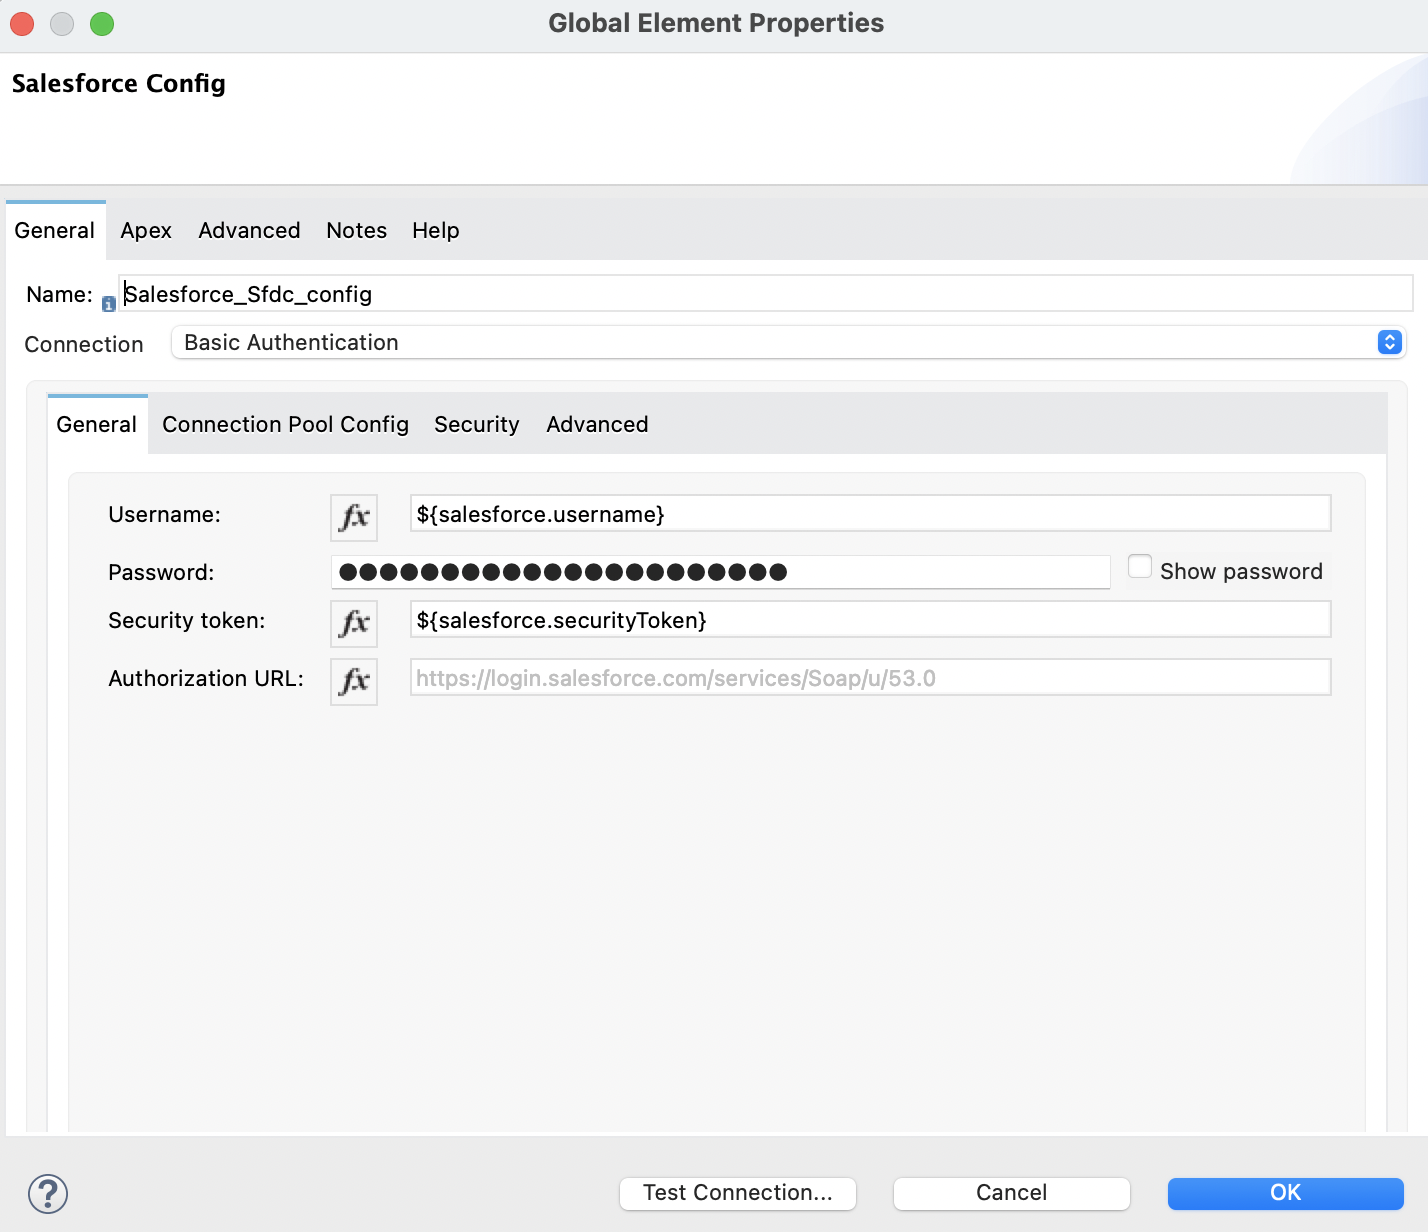 Global Element Properties
Salesforce Config
General Apex Advanced Notes Help
Name: Salesforce_Sfdc_config
Connection Basic Authentication
General Connection Pool Config Security Advanced
Username: fx ${salesforce.username}
Password: ●●●●●●●●●●●●●●●●●●●●●● Show password
Security token: fx ${salesforce.securityToken}
Authorization URL: fx https://login.salesforce.com/services/Soap/u/53.0
? Test Connection... Cancel OK